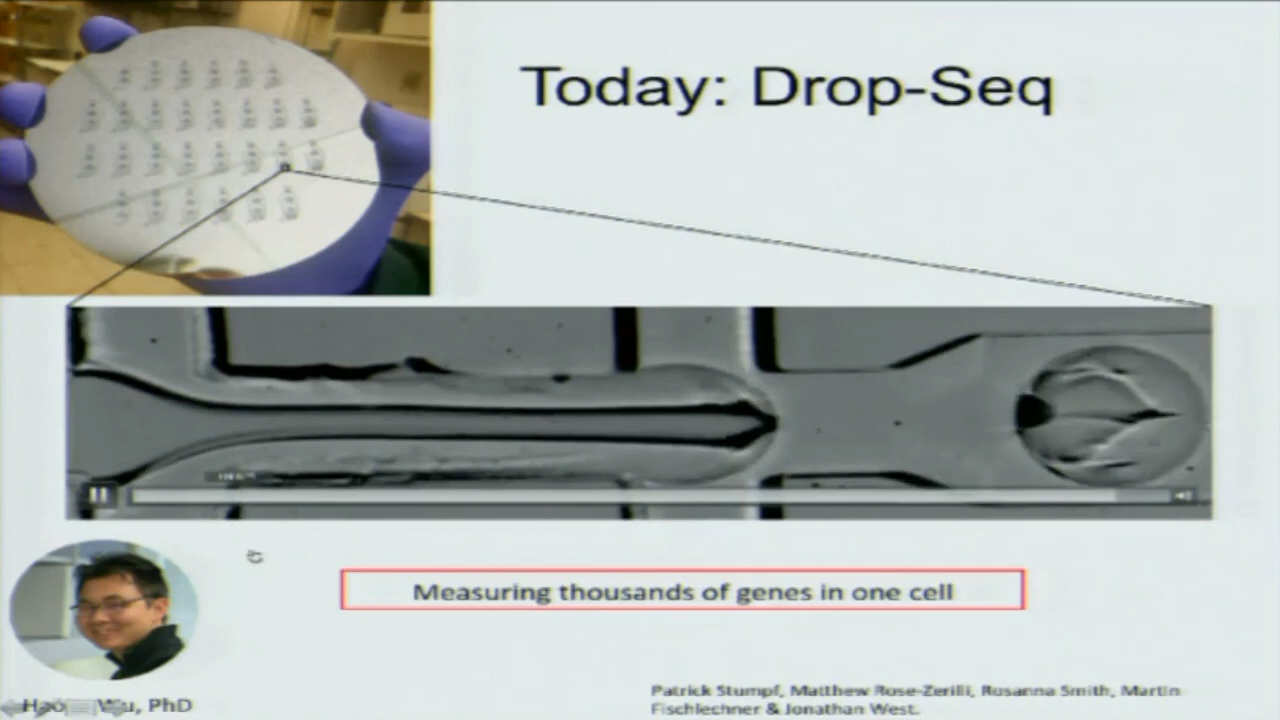 Today: Drop-Seq
Measuring thousands of genes in one cell
Patrick Stumpf, Matthew Rose-Zerilli, Rosanna Smith, Martin
Fischlechner & Jonathan West.
PhD